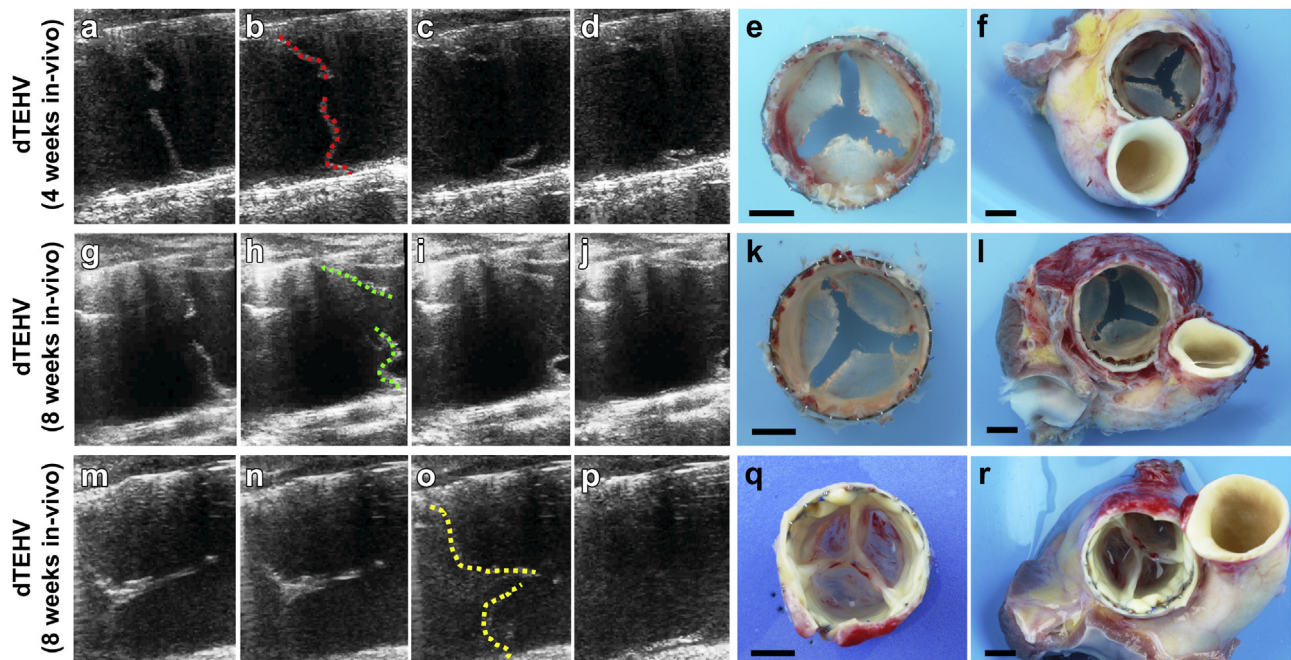 dTEHV
(4 weeks in-vivo)
a
b
c
d
e
f
dTEHV
(8 weeks in-vivo)
g
h
i
j
k
l
dTEHV
(8 weeks in-vivo)
m
n
o
p
q
r